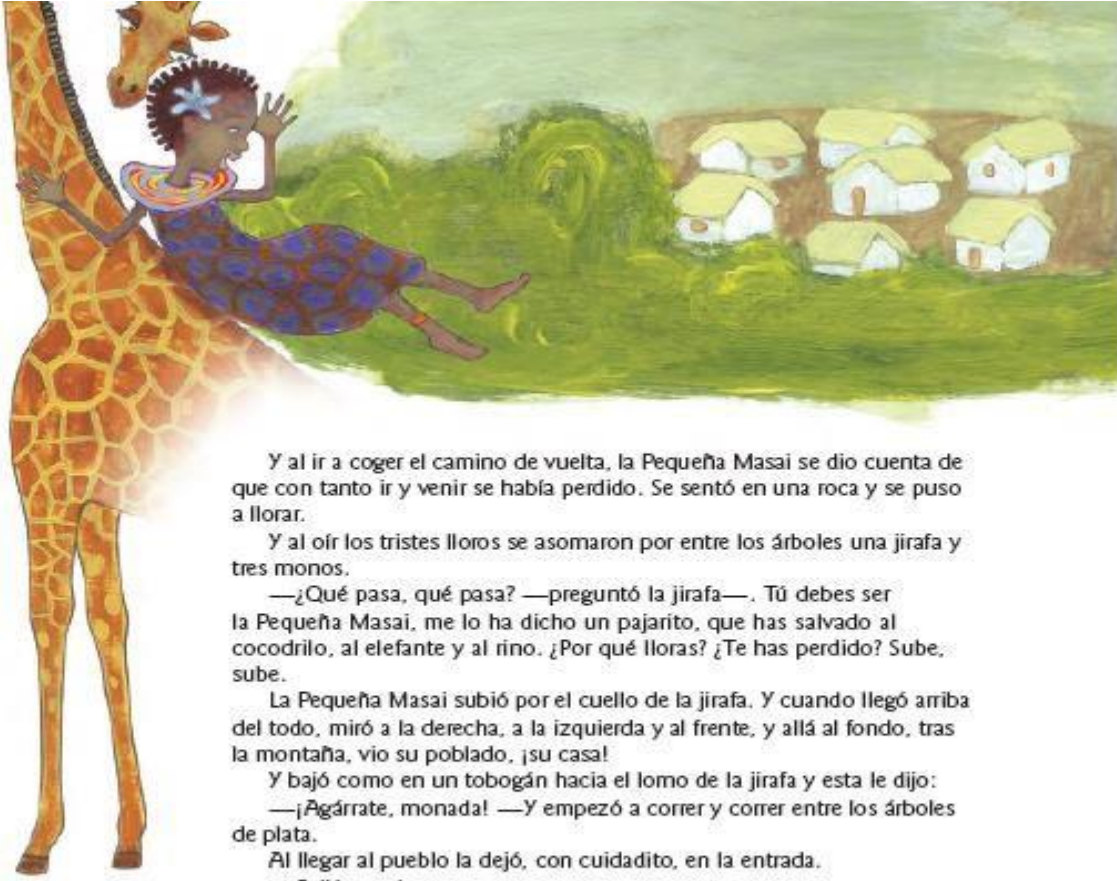 Y al ir a coger el camino de vuelta, la Pequeña Masai se dio cuenta de
que con tanto ir y venir se había perdido. Se sentó en una roca y se puso
a llorar.
Y al oír los tristes lloros se asomaron por entre los árboles una jirafa y
tres monos.
—¿Qué pasa, qué pasa? —preguntó la jirafa—. Tú debes ser
la Pequeña Masai, me lo ha dicho un pajarito, que has salvado al
cocodrilo, al elefante y al rino. ¿Por qué lloras? ¿Te has perdido? Sube,
sube.
La Pequeña Masai subió por el cuello de la jirafa. Y cuando llegó arriba
del todo, miró a la derecha, a la izquierda y al frente, y allá al fondo, tras
la montaña, vio su poblado, ¡su casa!
Y bajó como en un tobogán hacia el lomo de la jirafa y esta le dijo:
—¡Agárrate, monada! —Y empezó a correr y correr entre los árboles
de plata.
Al llegar al pueblo la dejó, con cuidadito, en la entrada.